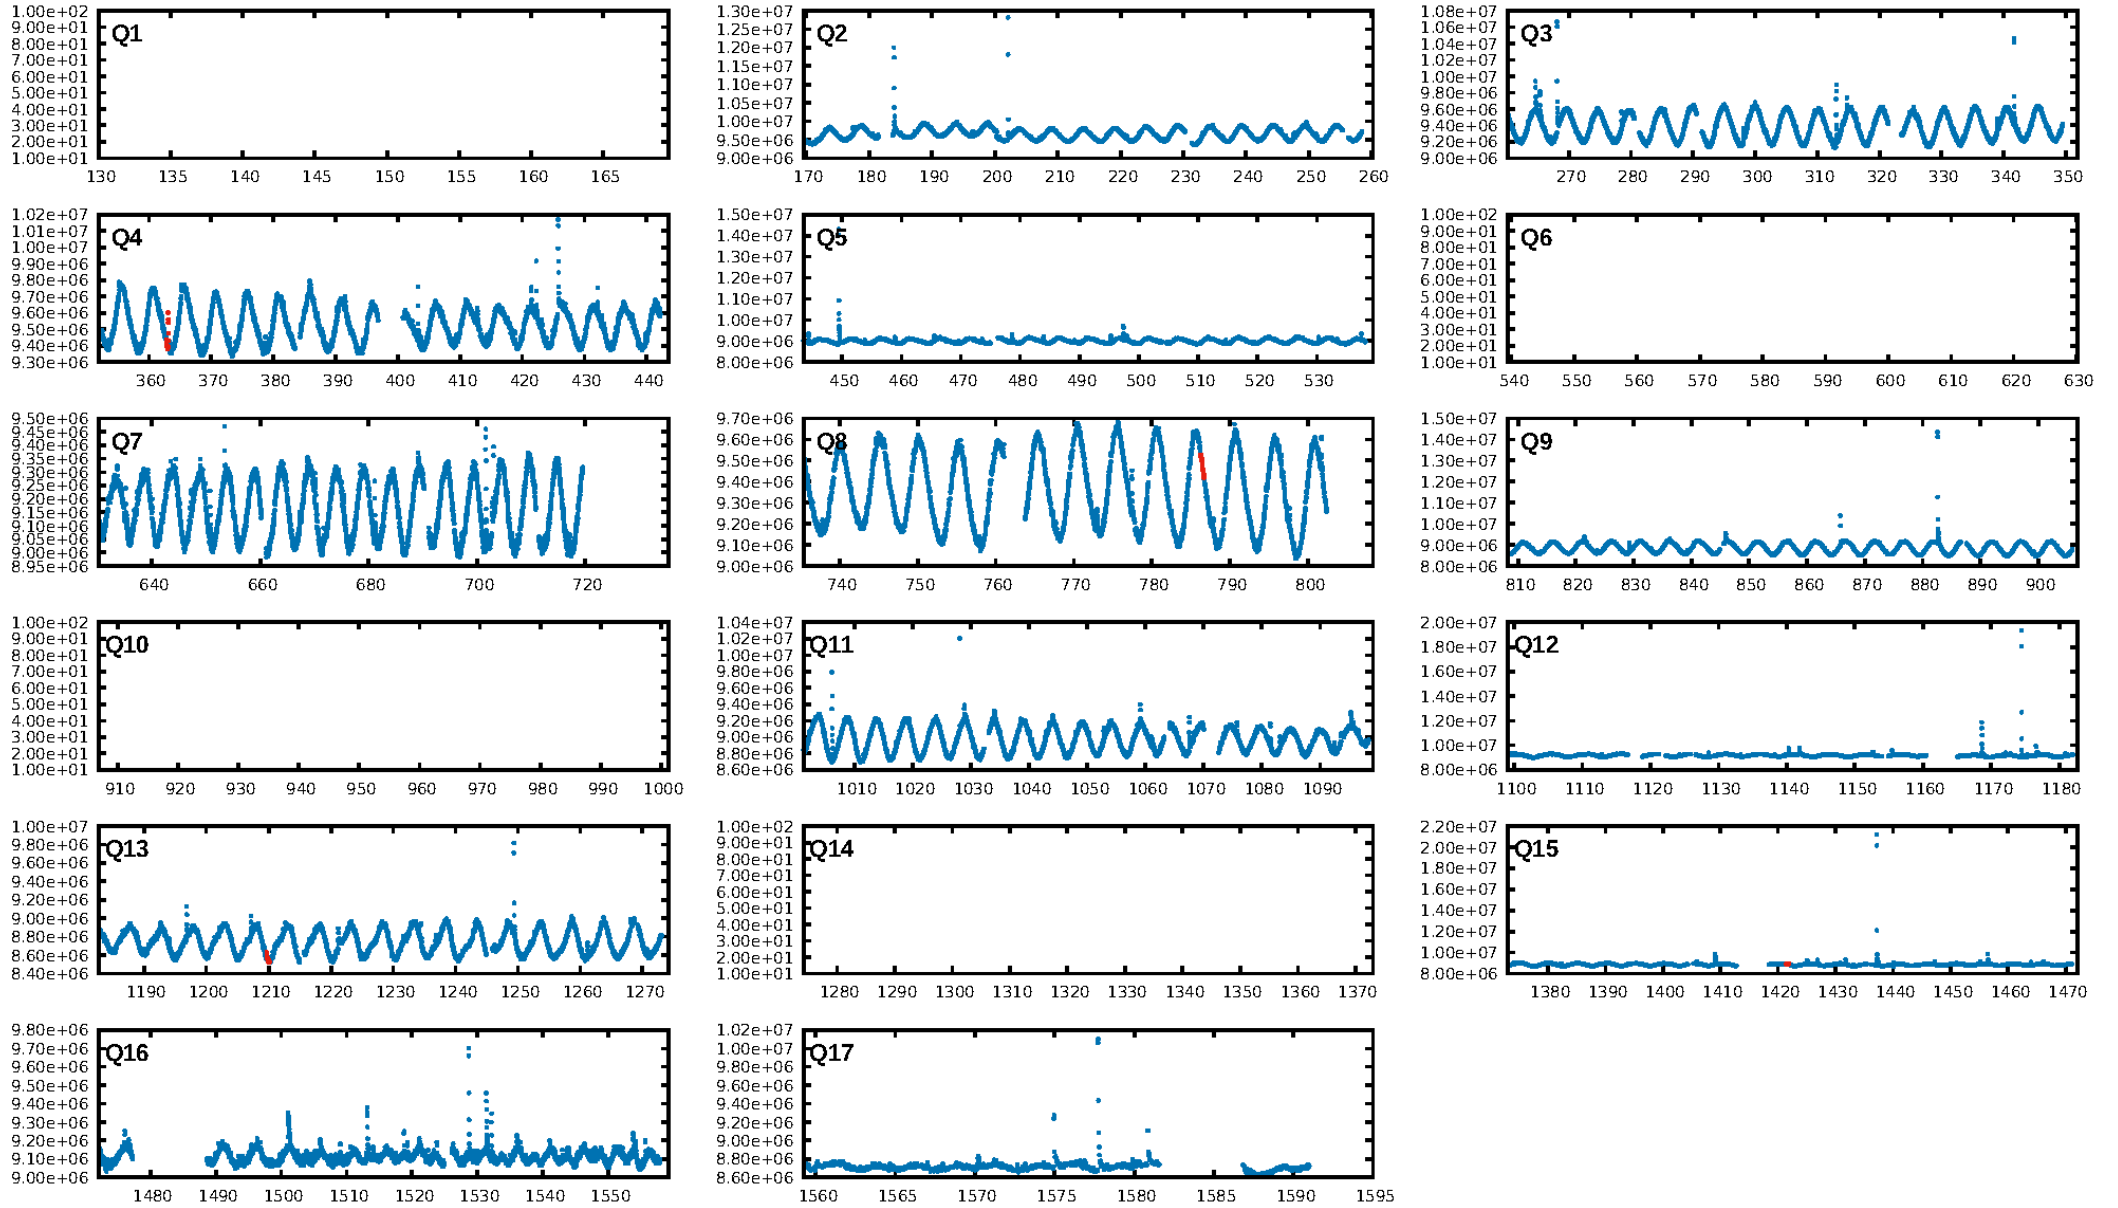 Q1
1.00e+02
9.00e+01
8.00e+01
7.00e+01
6.00e+01
5.00e+01
4.00e+01
3.00e+01
2.00e+01
1.00e+01
130 135 140 145 150 155 160 165
Q2
1.30e+07
1.25e+07
1.20e+07
1.15e+07
1.10e+07
1.05e+07
1.00e+07
9.50e+06
9.00e+06
170 180 190 200 210 220 230 240 250 260
Q3
1.08e+07
1.06e+07
1.04e+07
1.02e+07
1.00e+07
9.80e+06
9.60e+06
9.40e+06
9.20e+06
9.00e+06
270 280 290 300 310 320 330 340 350
Q4
1.02e+07
1.01e+07
1.00e+07
9.90e+06
9.80e+06
9.70e+06
9.60e+06
9.50e+06
9.40e+06
9.30e+06
360 370 380 390 400 410 420 430 440
Q5
1.50e+07
1.40e+07
1.30e+07
1.20e+07
1.10e+07
1.00e+07
9.00e+06
8.00e+06
450 460 470 480 490 500 510 520 530
Q6
1.00e+02
9.00e+01
8.00e+01
7.00e+01
6.00e+01
5.00e+01
4.00e+01
3.00e+01
2.00e+01
1.00e+01
540 550 560 570 580 590 600 610 620 630
Q7
9.50e+06
9.45e+06
9.40e+06
9.35e+06
9.30e+06
9.25e+06
9.20e+06
9.15e+06
9.10e+06
9.05e+06
9.00e+06
8.95e+06
640 660 680 700 720
Q8
9.70e+06
9.60e+06
9.50e+06
9.40e+06
9.30e+06
9.20e+06
9.10e+06
9.00e+06
740 750 760 770 780 790 800
Q9
1.50e+07
1.40e+07
1.30e+07
1.20e+07
1.10e+07
1.00e+07
9.00e+06
8.00e+06
810 820 830 840 850 860 870 880 890 900
Q10
1.00e+02
9.00e+01
8.00e+01
7.00e+01
6.00e+01
5.00e+01
4.00e+01
3.00e+01
2.00e+01
1.00e+01
910 920 930 940 950 960 970 980 990 1000
Q11
1.04e+07
1.02e+07
1.00e+07
9.80e+06
9.60e+06
9.40e+06
9.20e+06
9.00e+06
8.80e+06
8.60e+06
1010 1020 1030 1040 1050 1060 1070 1080 1090
Q12
2.00e+07
1.80e+07
1.60e+07
1.40e+07
1.20e+07
1.00e+07
8.00e+06
1100 1110 1120 1130 1140 1150 1160 1170 1180
Q13
1.00e+07
9.80e+06
9.60e+06
9.40e+06
9.20e+06
9.00e+06
8.80e+06
8.60e+06
8.40e+06
1190 1200 1210 1220 1230 1240 1250 1260 1270
Q14
1.00e+02
9.00e+01
8.00e+01
7.00e+01
6.00e+01
5.00e+01
4.00e+01
3.00e+01
2.00e+01
1.00e+01
1280 1290 1300 1310 1320 1330 1340 1350 1360 1370
Q15
2.20e+07
2.00e+07
1.80e+07
1.60e+07
1.40e+07
1.20e+07
1.00e+07
8.00e+06
1380 1390 1400 1410 1420 1430 1440 1450 1460 1470
Q16
9.80e+06
9.70e+06
9.60e+06
9.50e+06
9.40e+06
9.30e+06
9.20e+06
9.10e+06
9.00e+06
1480 1490 1500 1510 1520 1530 1540 1550
Q17
1.02e+07
1.00e+07
9.80e+06
9.60e+06
9.40e+06
9.20e+06
9.00e+06
8.80e+06
8.60e+06
1560 1565 1570 1575 1580 1585 1590 1595